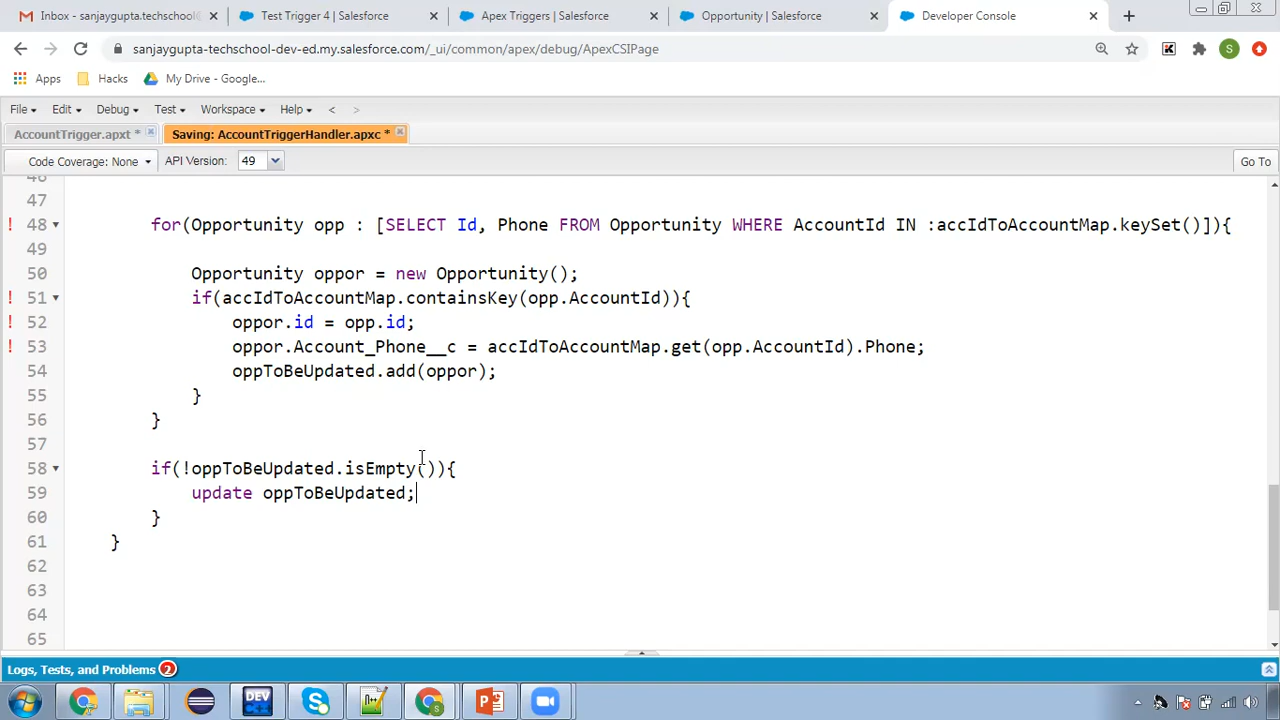 Inbox - sanjaygupta.techschool@
Test Trigger 4 | Salesforce
Apex Triggers | Salesforce
Opportunity | Salesforce
Developer Console
sanjaygupta-techschool-dev-ed.my.salesforce.com/_ui/common/apex/debug/ApexCSIPage
S
Apps
Hacks
My Drive - Google...
File
Edit
Debug
Test
Workspace
Help
<
>
AccountTrigger.apxt *
Saving: AccountTriggerHandler.apxc *
Code Coverage: None
API Version:
49
Go To
46
47
! 48 for(Opportunity opp : [SELECT Id, Phone FROM Opportunity WHERE AccountId IN :accIdToAccountMap.keySet()]){
49
50 Opportunity oppor = new Opportunity();
! 51 if(accIdToAccountMap.containsKey(opp.AccountId)){
! 52 oppor.id = opp.id;
! 53 oppor.Account_Phone__c = accIdToAccountMap.get(opp.AccountId).Phone;
54 oppToBeUpdated.add(oppor);
55 }
56 }
57
58 if(!oppToBeUpdated.isEmpty()){
59 update oppToBeUpdated;
60 }
61 }
62
63
64
65
Logs, Tests, and Problems 2
DEV
C++